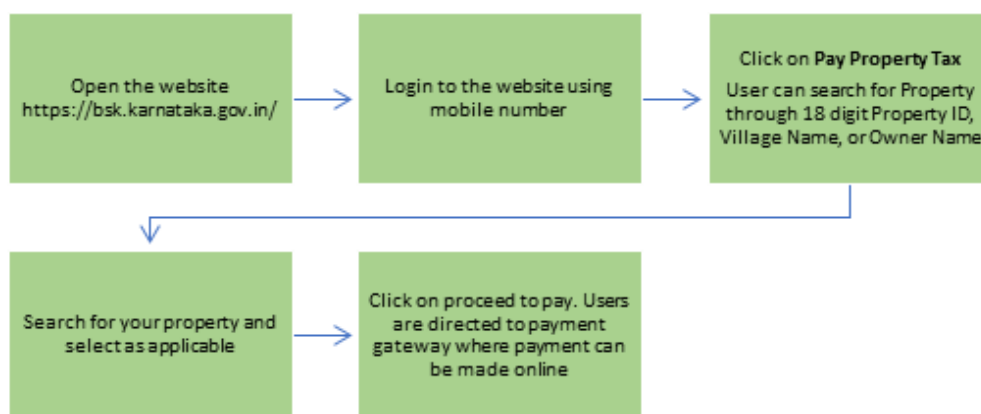 Open the website
https://bsk.karnataka.gov.in/
Login to the website using
mobile number
Click on Pay Property Tax
User can search for Property
through 18 digit Property ID,
Village Name, or Owner Name
Search for your property and
select as applicable
Click on proceed to pay. Users
are directed to payment
gateway where payment can
be made online